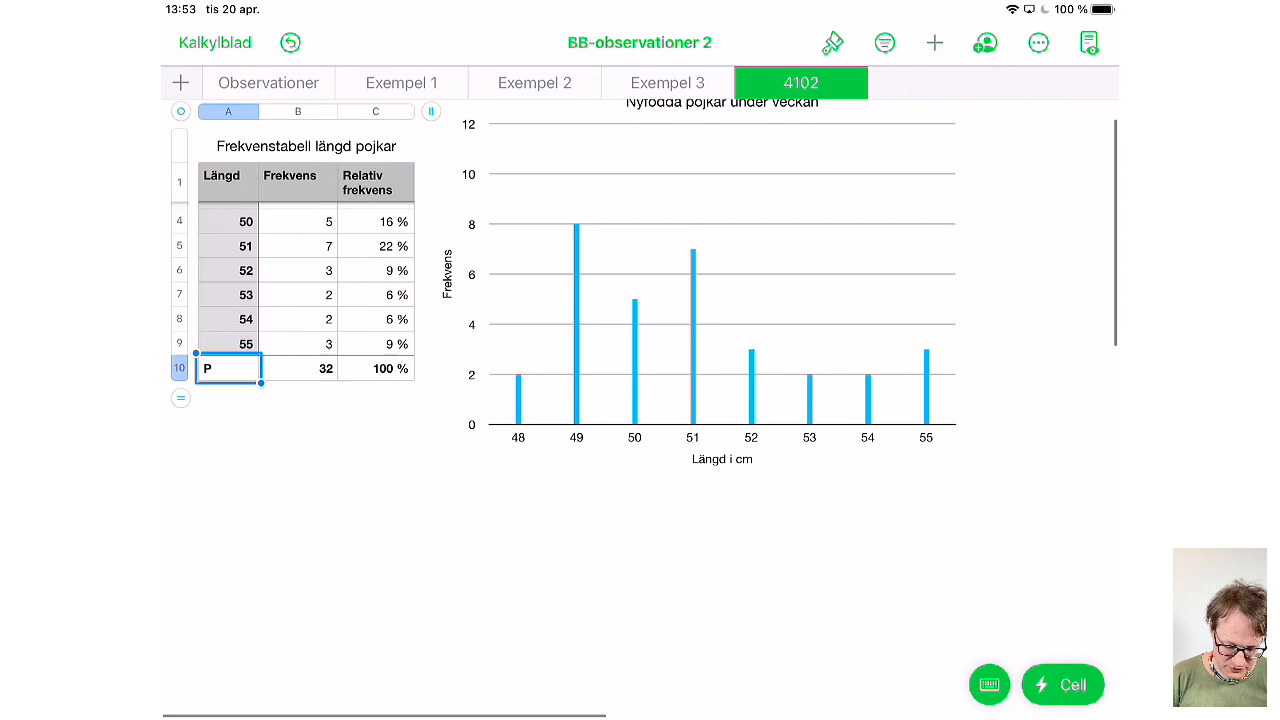 13:53 tis 20 apr. 100 %
Kalkylblad BB-observationer 2
Observationer Exempel 1 Exempel 2 Exempel 3 4102
A B C
Frekvenstabell längd pojkar
Nyfödda pojkar under veckan
1 Längd Frekvens Relativ
frekvens
4 50 5 16 %
5 51 7 22 %
6 52 3 9 %
7 53 2 6 %
8 54 2 6 %
9 55 3 9 %
10 P 32 100 %
12
10
8
6
4
2
0
Frekvens
48 49 50 51 52 53 54 55
Längd i cm
Cell